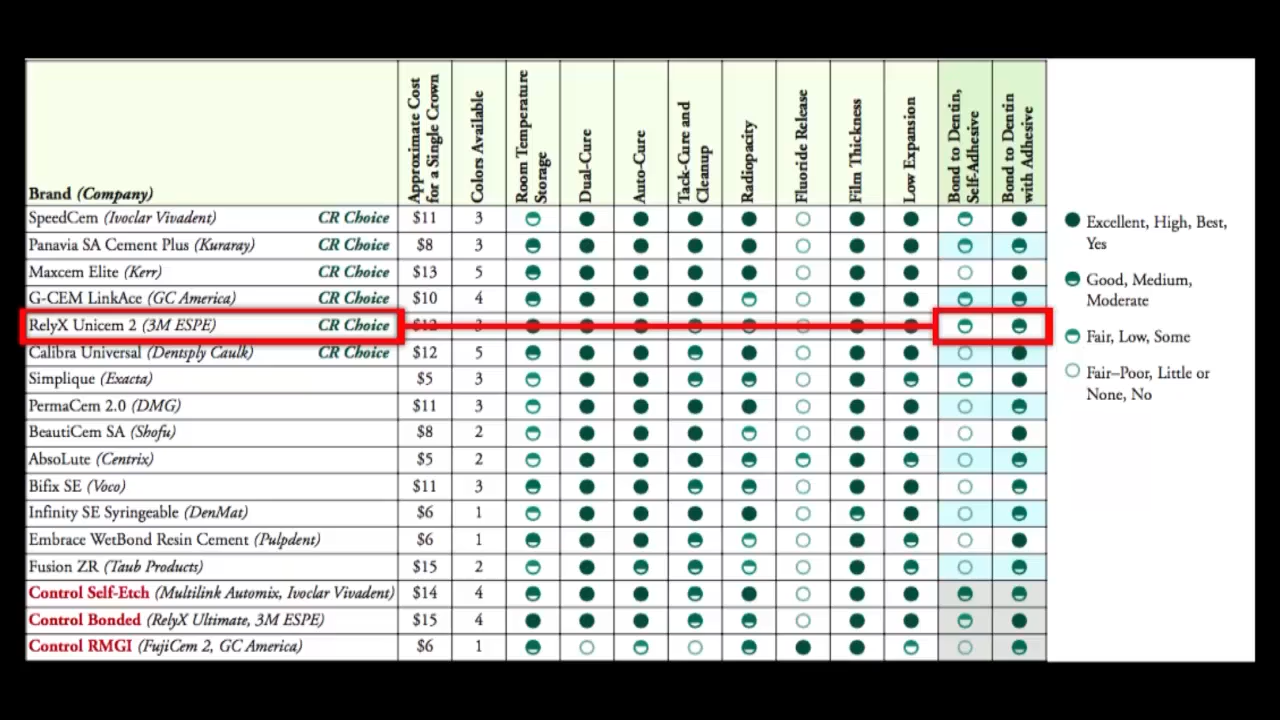 Brand (Company)
Approximate Cost for a Single Crown
Colors Available
Room Temperature Storage
Dual-Cure
Auto-Cure
Tack-Cure and Cleanup
Radiopacity
Fluoride Release
Film Thickness
Low Expansion
Bond to Dentin, Self-Adhesive
Bond to Dentin with Adhesive
SpeedCem (Ivoclar Vivadent) CR Choice $11 3
Panavia SA Cement Plus (Kuraray) CR Choice $8 3
Maxcem Elite (Kerr) CR Choice $13 5
G-CEM LinkAce (GC America) CR Choice $10 4
RelyX Unicem 2 (3M ESPE) CR Choice $12 3
Calibra Universal (Dentsply Caulk) CR Choice $12 5
Simplique (Exacta) $5 3
PermaCem 2.0 (DMG) $11 3
BeautiCem SA (Shofu) $8 2
AbsoLute (Centrix) $5 2
Bifix SE (Voco) $11 3
Infinity SE Syringeable (DenMat) $6 1
Embrace WetBond Resin Cement (Pulpdent) $6 1
Fusion ZR (Taub Products) $15 2
Control Self-Etch (Multilink Automix, Ivoclar Vivadent) $14 4
Control Bonded (RelyX Ultimate, 3M ESPE) $15 4
Control RMGI (FujiCem 2, GC America) $6 1
Excellent, High, Best,
Yes
Good, Medium,
Moderate
Fair, Low, Some
Fair–Poor, Little or
None, No